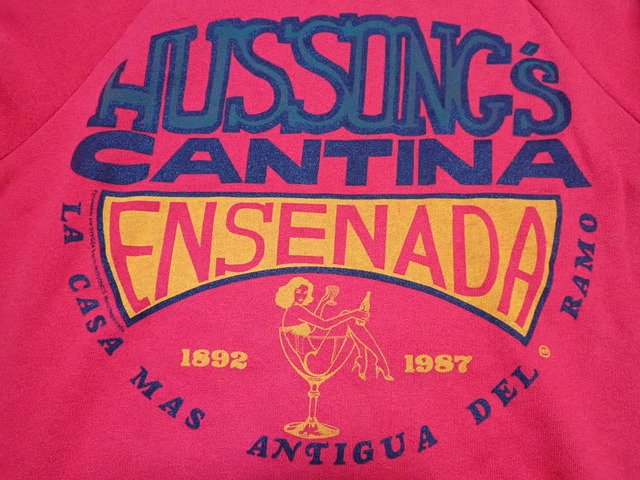 HUSSONG'S
CANTINA
ENSENADA
1892 1987
LA CASA MAS ANTIGUA DEL RAMO
®